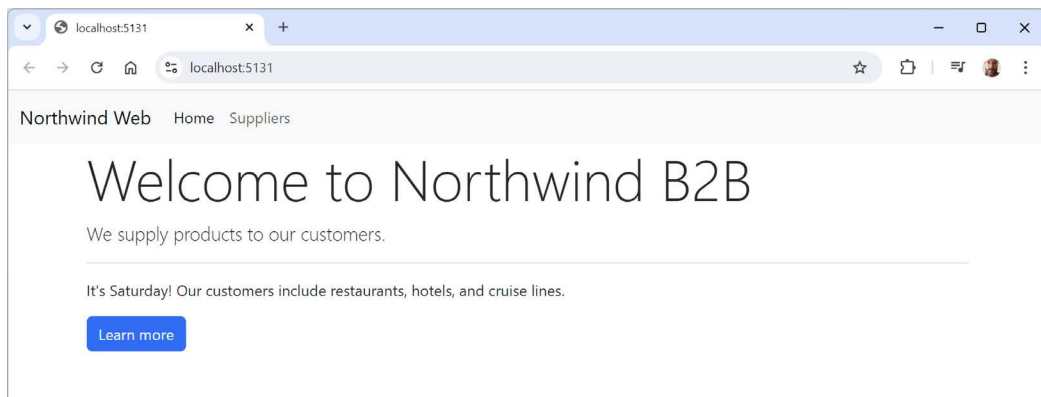 localhost:5131
localhost:5131
Northwind Web Home Suppliers
Welcome to Northwind B2B
We supply products to our customers.
It's Saturday! Our customers include restaurants, hotels, and cruise lines.
Learn more